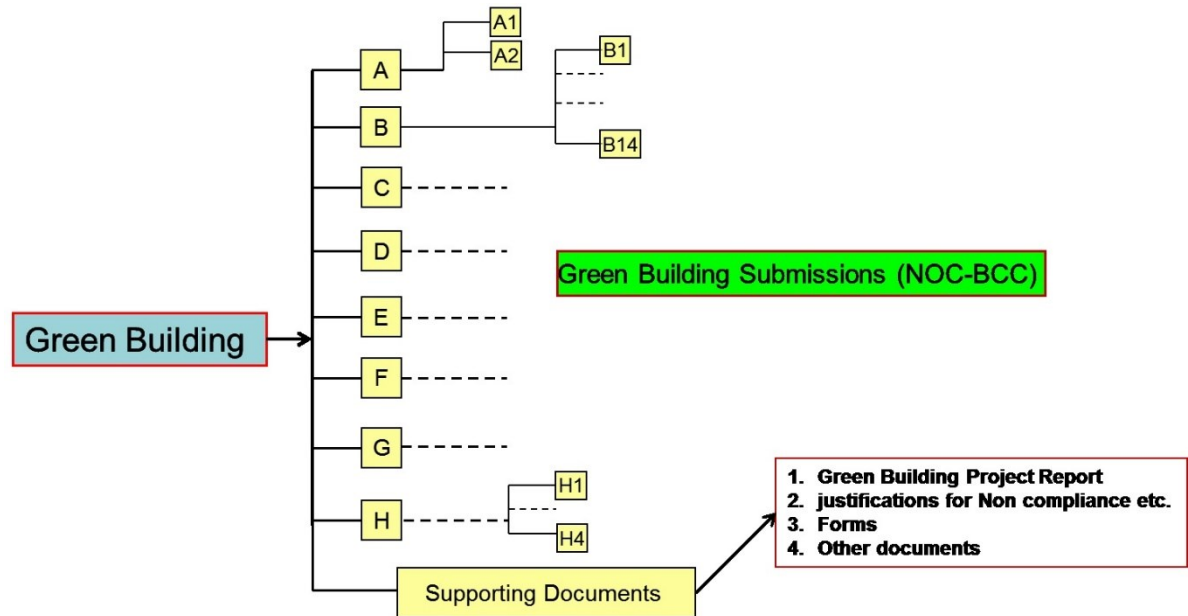 A1
A2
A
B1
B
B14
C
D
Green Building Submissions (NOC-BCC)
E
Green Building
F
G
H
H1
H4
1. Green Building Project Report
2. justifications for Non compliance etc.
3. Forms
4. Other documents
Supporting Documents